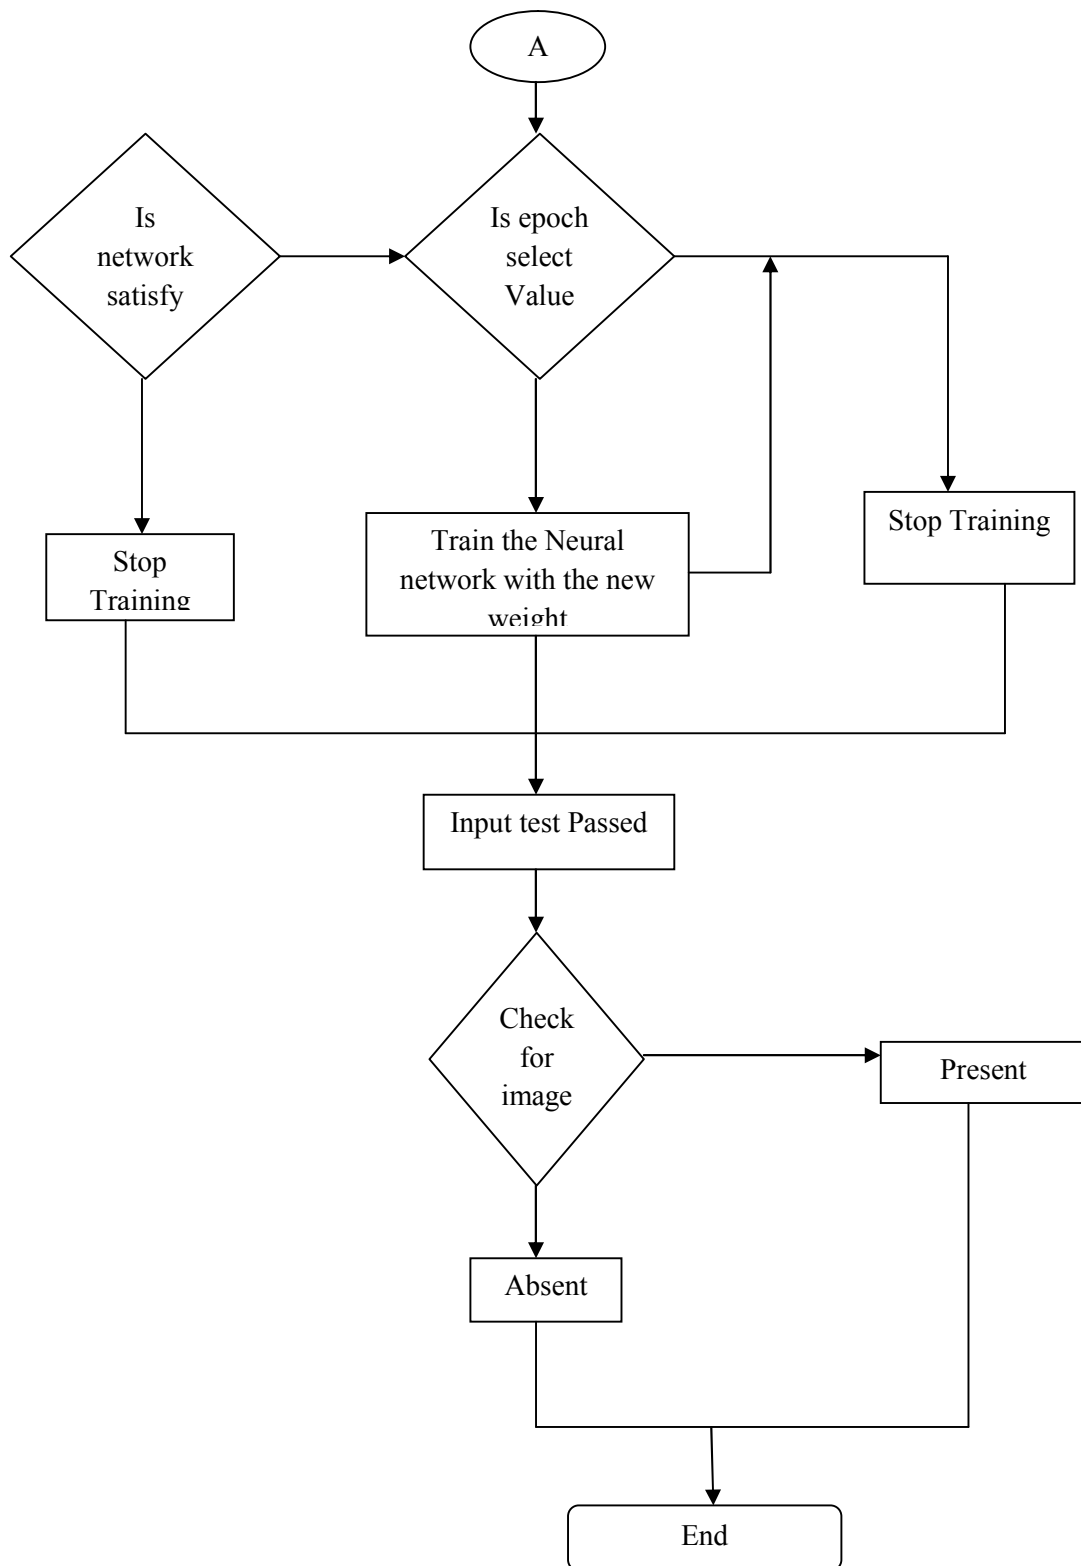 A
Is
network
satisfy
Is epoch
select
Value
Stop
Training
Train the Neural
network with the new
weight
Stop Training
Input test Passed
Check
for
image
Present
Absent
End